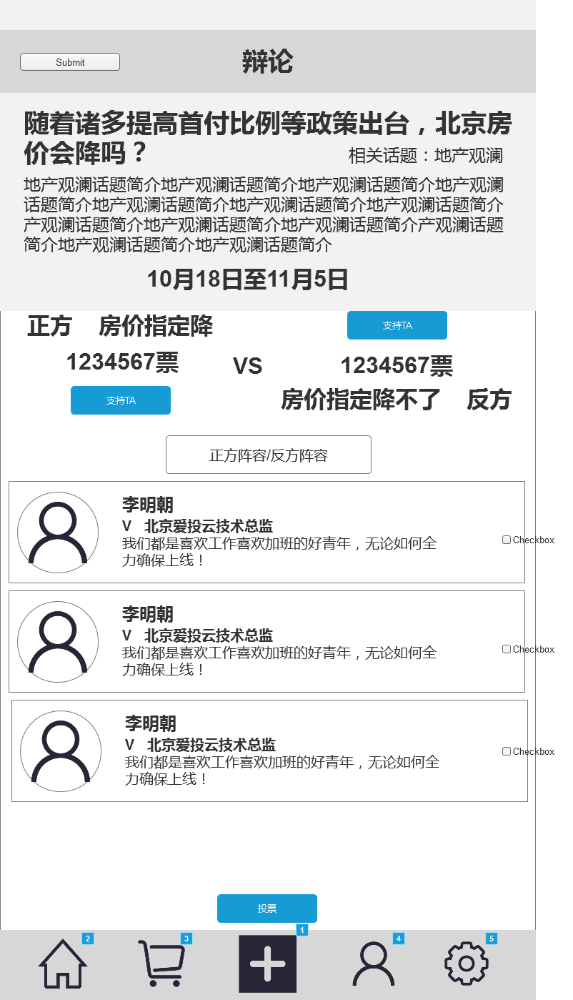 Submit
辩论
随着诸多提高首付比例等政策出台，北京房
价会降吗？
相关话题：地产观澜
地产观澜话题简介地产观澜话题简介地产观澜话题简介地产观澜
话题简介地产观澜话题简介地产观澜话题简介地产观澜话题简介
产观澜话题简介地产观澜话题简介地产观澜话题简介产观澜话题
简介地产观澜话题简介地产观澜话题简介
10月18日至11月5日
正方 房价指定降
支持TA
1234567票
VS
1234567票
支持TA
房价指定降不了 反方
正方阵容/反方阵容
李明朝
V 北京爱投云技术总监
我们都是喜欢工作喜欢加班的好青年，无论如何全
力确保上线！
Checkbox
李明朝
V 北京爱投云技术总监
我们都是喜欢工作喜欢加班的好青年，无论如何全
力确保上线！
Checkbox
李明朝
V 北京爱投云技术总监
我们都是喜欢工作喜欢加班的好青年，无论如何全
力确保上线！
Checkbox
投票
2
3
1
4
5